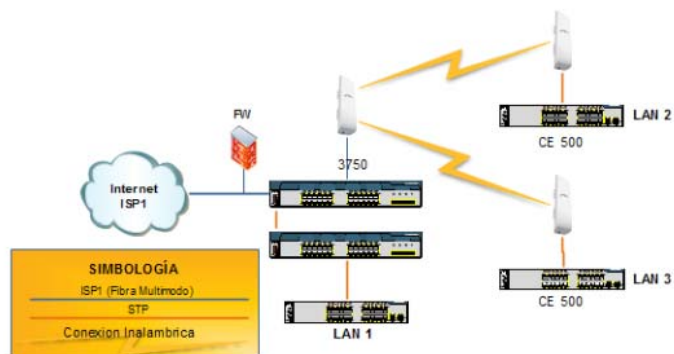 LAN 2
CE 500
FW
3750
Internet
ISP1
LAN 3
CE 500
SIMBOLOGÍA
ISP1 (Fibra Multimodo)
STP
Conexion Inalambrica
LAN 1